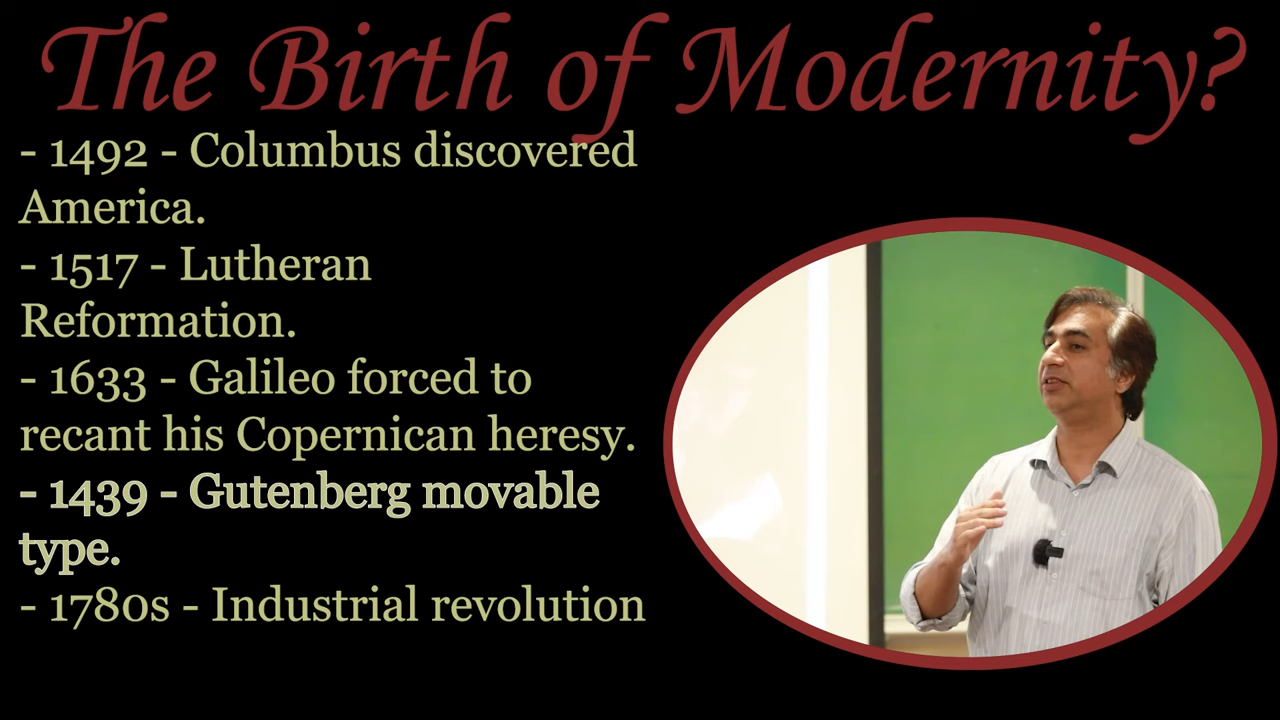 The Birth of Modernity?
- 1492 - Columbus discovered
America.
- 1517 - Lutheran
Reformation.
- 1633 - Galileo forced to
recant his Copernican heresy.
- 1439 - Gutenberg movable
type.
- 1780s - Industrial revolution